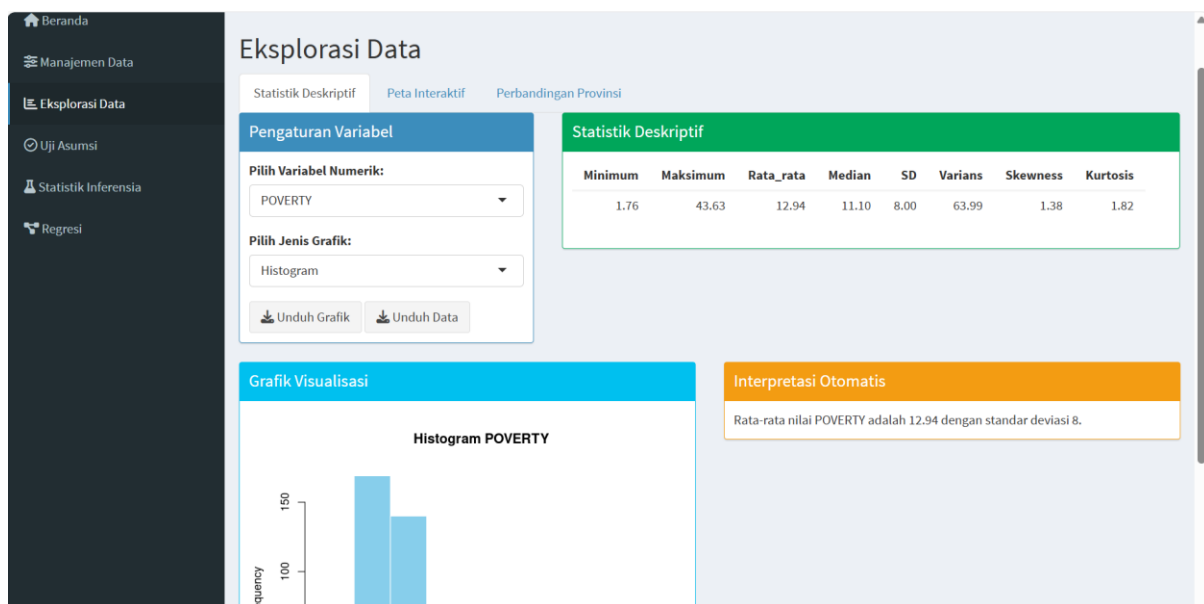 Beranda
Manajemen Data
Eksplorasi Data
Uji Asumsi
Statistik Inferensia
Regresi
Eksplorasi Data
Statistik Deskriptif Peta Interaktif Perbandingan Provinsi
Pengaturan Variabel
Pilih Variabel Numerik:
POVERTY
Pilih Jenis Grafik:
Histogram
Unduh Grafik Unduh Data
Statistik Deskriptif
Minimum Maksimum Rata_rata Median SD Varians Skewness Kurtosis
1.76 43.63 12.94 11.10 8.00 63.99 1.38 1.82
Grafik Visualisasi
Histogram POVERTY
150
100
Interpretasi Otomatis
Rata-rata nilai POVERTY adalah 12.94 dengan standar deviasi 8.